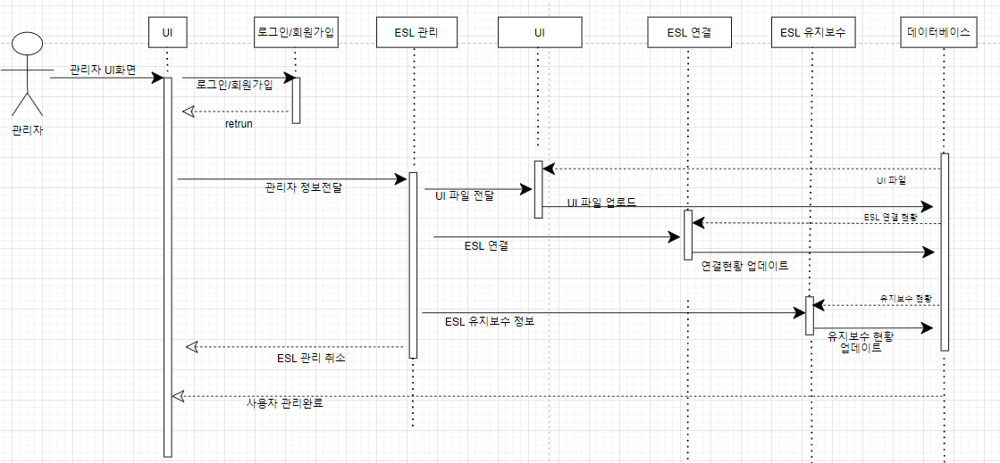 UI
로그인/회원가입
ESL 관리
UI
ESL 연결
ESL 유지보수
데이터베이스
관리자 UI화면
로그인/회원가입
retrun
관리자
관리자 정보전달
UI 파일 전달
UI 파일
UI 파일 업로드
ESL 연결 현황
ESL 연결
연결현황 업데이트
유지보수 현황
ESL 유지보수 정보
유지보수 현황
업데이트
ESL 관리 취소
사용자 관리완료